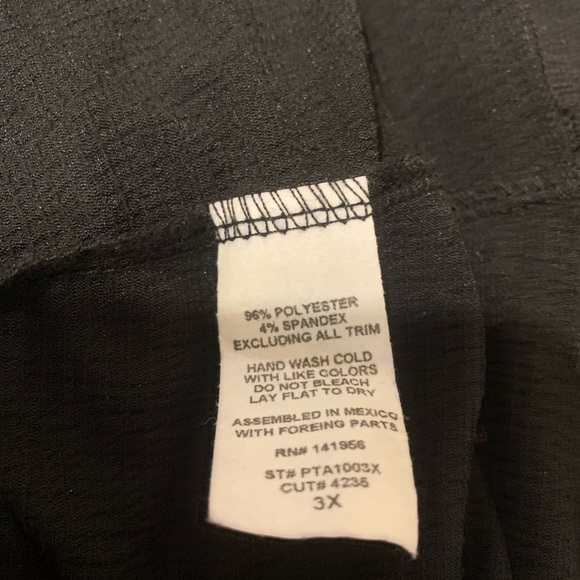 96% POLYESTER
4% SPANDEX
EXCLUDING ALL TRIM
HAND WASH COLD
WITH LIKE COLORS
DO NOT BLEACH
LAY FLAT TO DRY
ASSEMBLED IN MEXICO
WITH FOREING PARTS
RN# 141956
ST# PTA1003X
CUT# 4235
3X